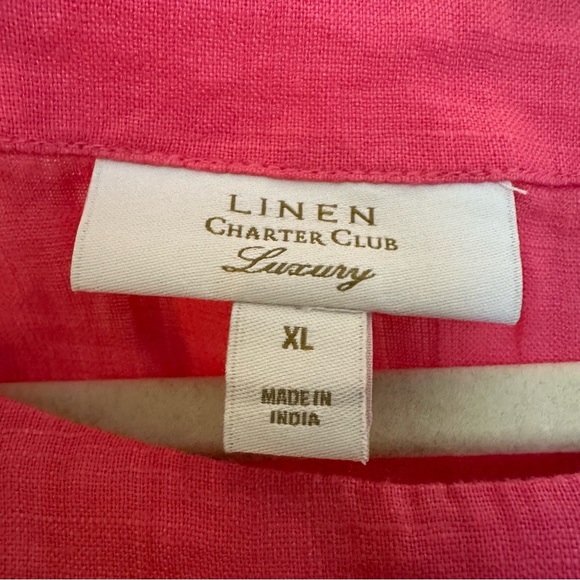 LINEN
CHARTER CLUB
Luxury
XL
MADE IN
INDIA